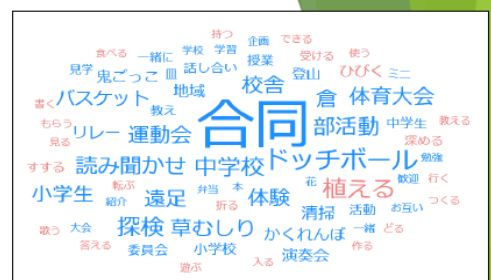 持つ 企画 できる
食べる 一緒に 学校 学習 授業 受ける 使う
見学 鬼ごっこ 皿 話し合い 登山 ひびく ミニ
書く バスケット 地域 校舎 倉 体育大会
もらう 教え 合同 部活動 中学生 教える
見る リレー 運動会 深める
すする 読み聞かせ 中学校 ドッチボール 勉強
小学生 転ぶ 紹介 遠足 弁当 本 体験 花 植える 歓迎 行く
折る 清掃 活動 お互い つくる
歌う 大会 探検 草むしり かくれんぼ 一緒 どる
答える 委員会 小学校 演奏会 作る
遊ぶ 入る